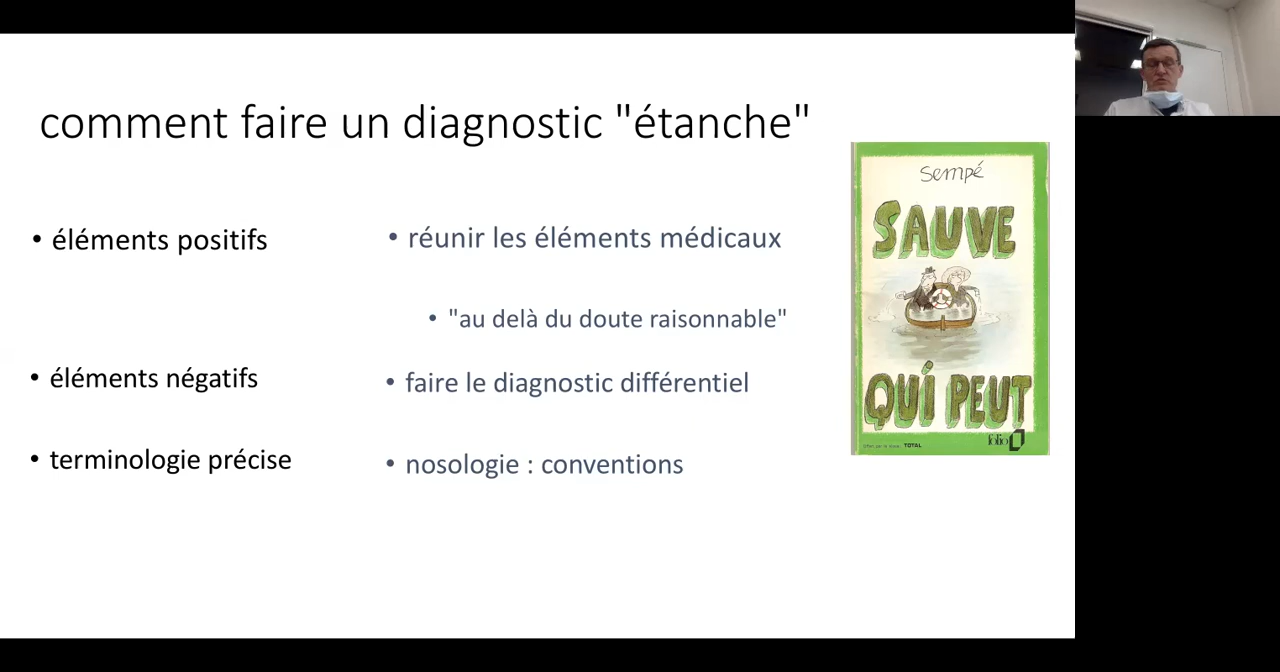 comment faire un diagnostic "étanche"
• éléments positifs
• réunir les éléments médicaux
• "au delà du doute raisonnable"
• éléments négatifs
• faire le diagnostic différentiel
• terminologie précise
• nosologie : conventions
Sempé
SAUVE
QUI PEUT
TOTAL
folio